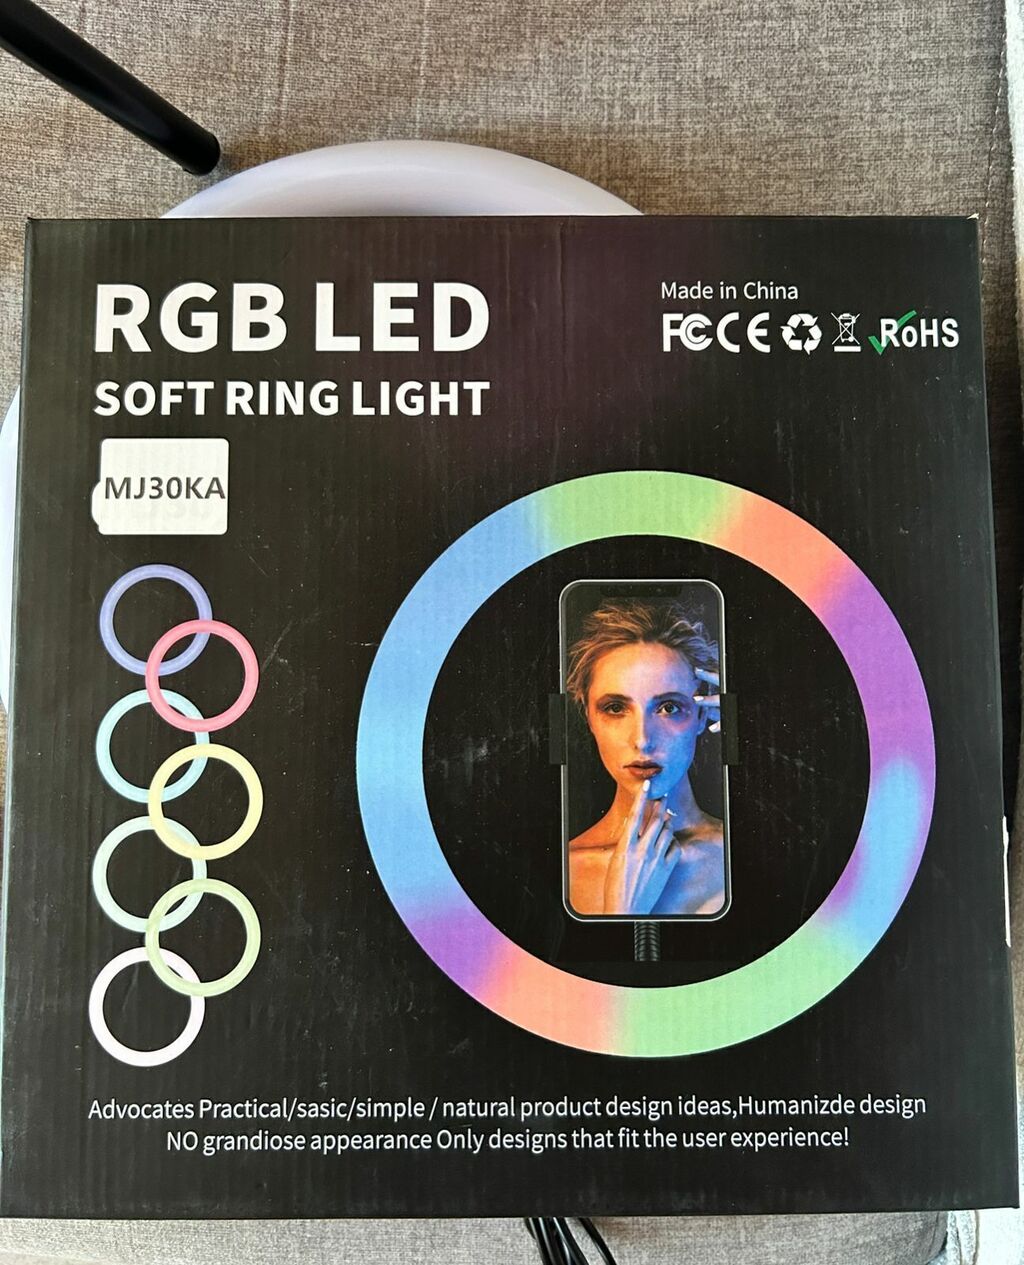 RGB LED
SOFT RING LIGHT
MJ30KA
Made in China
FC CE RoHS
Advocates Practical/sasic/simple / natural product design ideas,Humanizde design
NO grandiose appearance Only designs that fit the user experience!